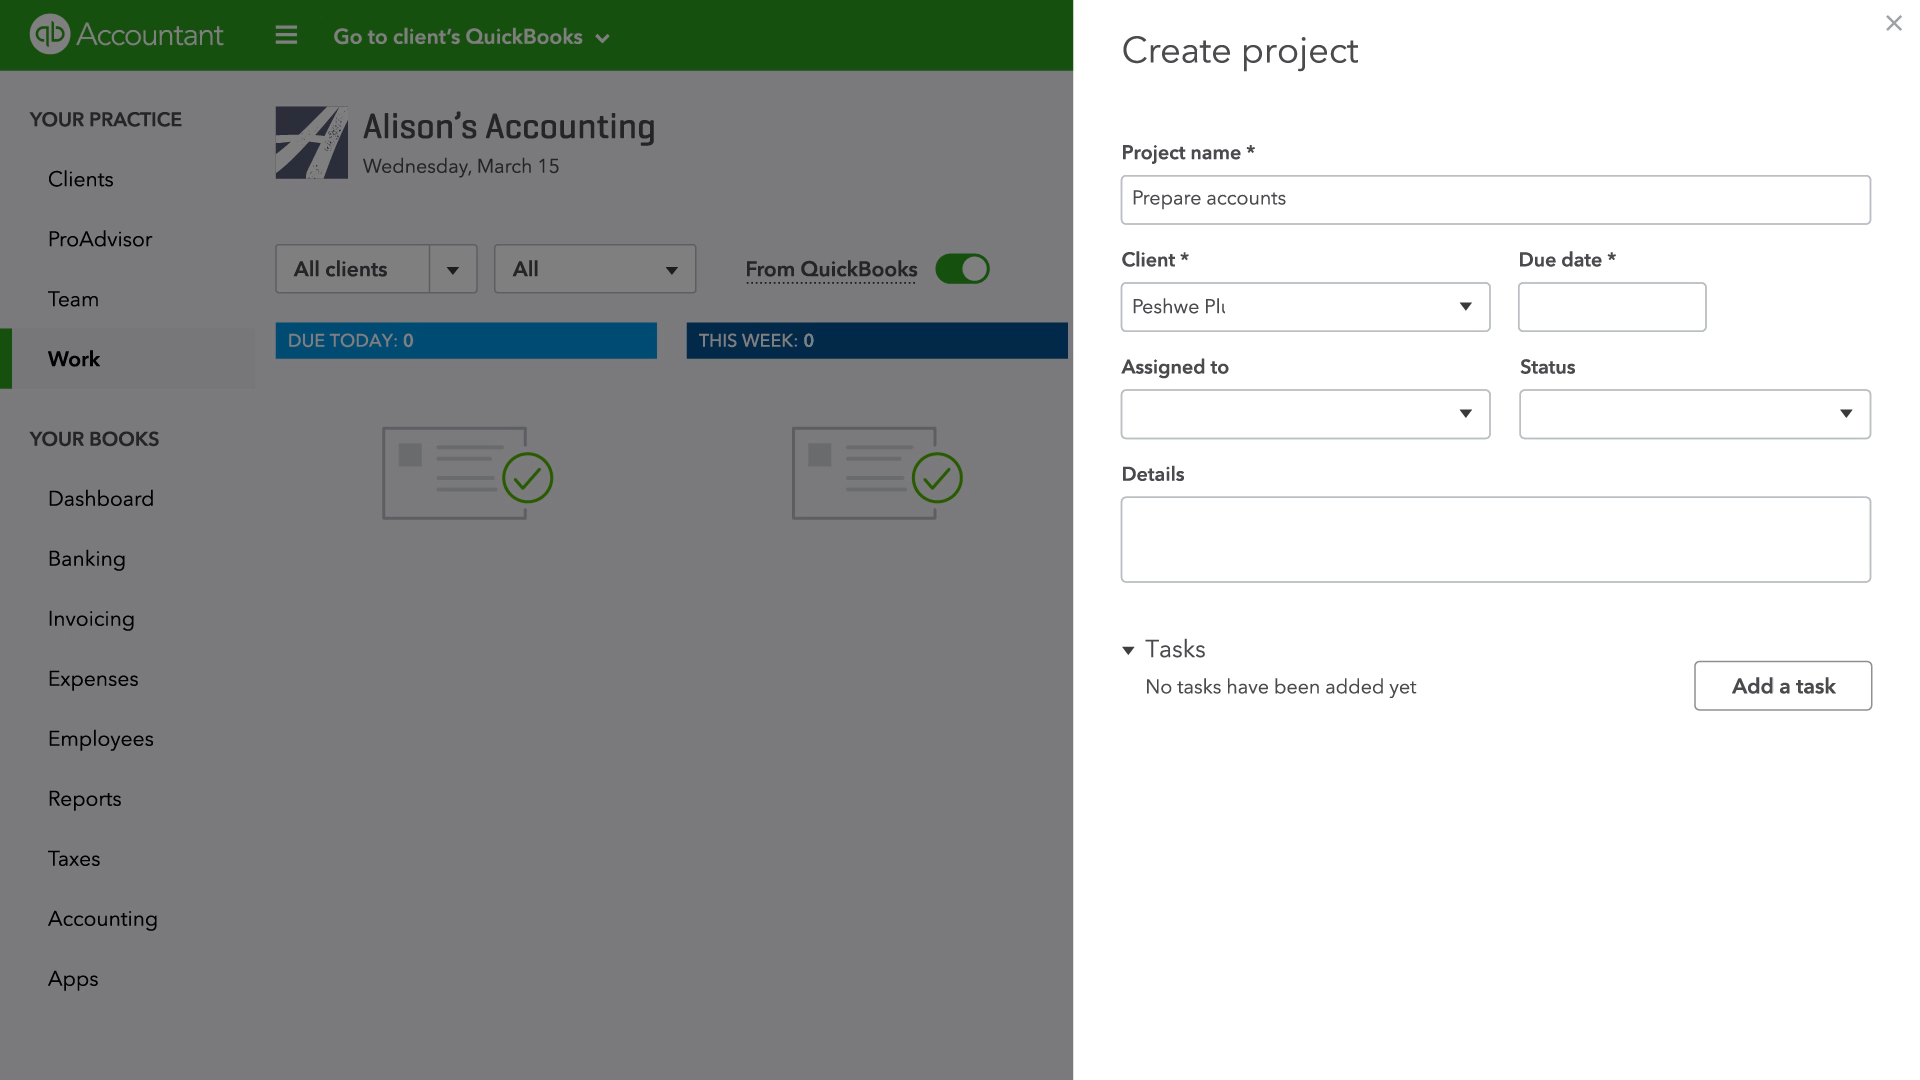 qb Accountant
Go to client's QuickBooks
YOUR PRACTICE
Clients
ProAdvisor
Team
Work
YOUR BOOKS
Dashboard
Banking
Invoicing
Expenses
Employees
Reports
Taxes
Accounting
Apps
Alison's Accounting
Wednesday, March 15
All clients
All
From QuickBooks
DUE TODAY: 0
THIS WEEK: 0
Create project
Project name *
Prepare accounts
Client *
Due date *
Peshwe Plu
Assigned to
Status
Details
Tasks
No tasks have been added yet
Add a task